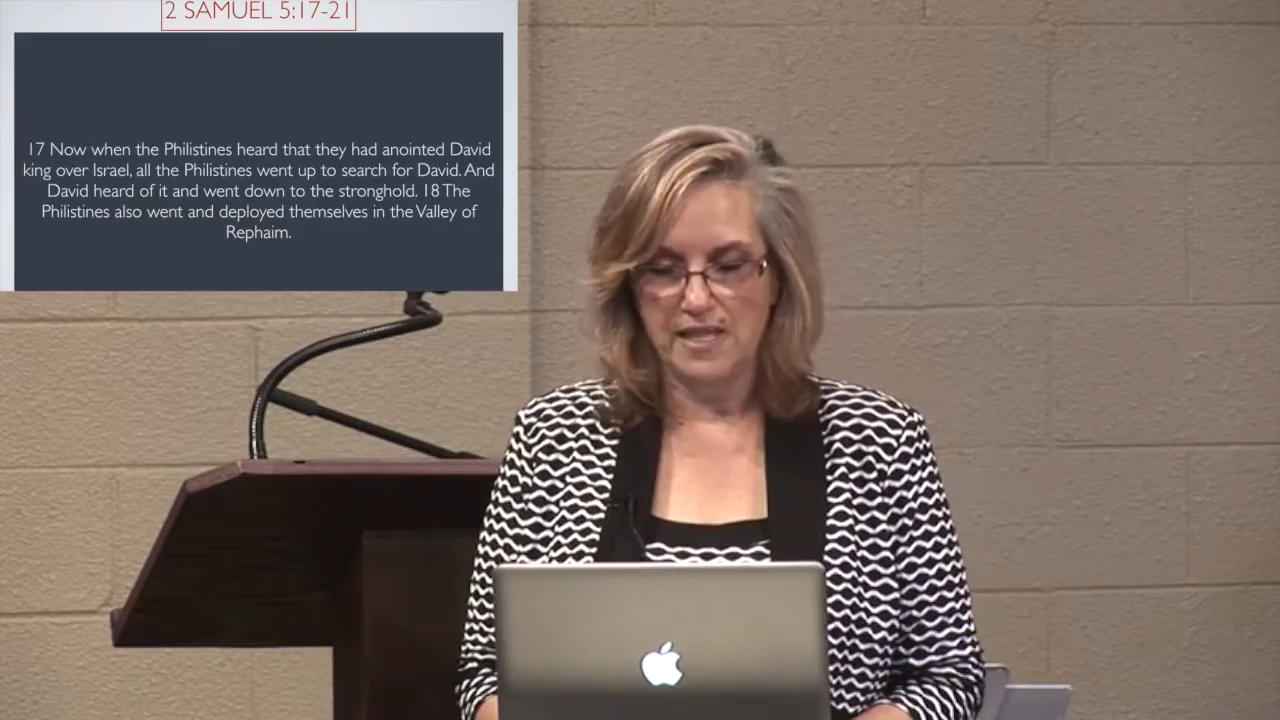 2 SAMUEL 5:17-21
17 Now when the Philistines heard that they had anointed David
king over Israel, all the Philistines went up to search for David. And
David heard of it and went down to the stronghold. 18 The
Philistines also went and deployed themselves in the Valley of
Rephaim.